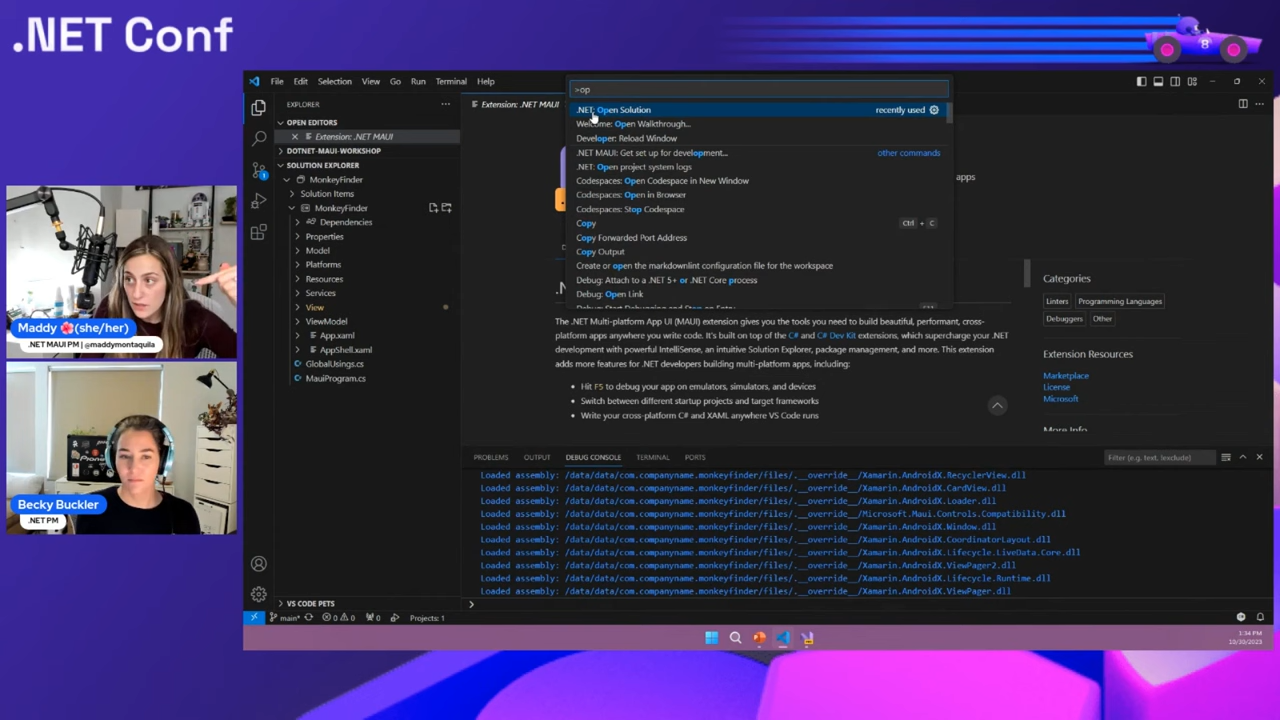 .NET Conf
8
File Edit Selection View Go Run Terminal Help
>op
EXPLORER
OPEN EDITORS
Extension: .NET MAUI
DOTNET-MAUI-WORKSHOP
SOLUTION EXPLORER
MonkeyFinder
Solution Items
MonkeyFinder
Dependencies
Properties
Model
Platforms
Resources
Services
View
ViewModel
App.xaml
AppShell.xaml
GlobalUsings.cs
MauiProgram.cs
VS CODE PETS
Extension: .NET MAUI
.NET: Open Solution recently used
Welcome: Open Walkthrough...
Developer: Reload Window
.NET MAUI: Get set up for development... other commands
.NET: Open project system logs
Codespaces: Open Codespace in New Window
Codespaces: Open in Browser
Codespaces: Stop Codespace
Copy Ctrl + C
Copy Forwarded Port Address
Copy Output
Create or open the markdownlint configuration file for the workspace
Debug: Attach to a .NET 5+ or .NET Core process
Debug: Open Link
apps
The .NET Multi-platform App UI (MAUI) extension gives you the tools you need to build beautiful, performant, cross-
platform apps anywhere you write code. It's built on top of the C# and C# Dev Kit extensions, which supercharge your .NET
development with powerful IntelliSense, an intuitive Solution Explorer, package management, and more. This extension
adds more features for .NET developers building multi-platform apps, including:
• Hit F5 to debug your app on emulators, simulators, and devices
• Switch between different startup projects and target frameworks
• Write your cross-platform C# and XAML anywhere VS Code runs
Categories
Linters Programming Languages
Debuggers Other
Extension Resources
Marketplace
License
Microsoft
More Info
PROBLEMS OUTPUT DEBUG CONSOLE TERMINAL PORTS Filter (e.g. text, !exclude)
Loaded assembly: /data/data/com.companyname.monkeyfinder/files/.__override__/Xamarin.AndroidX.RecyclerView.dll
Loaded assembly: /data/data/com.companyname.monkeyfinder/files/.__override__/Xamarin.AndroidX.CardView.dll
Loaded assembly: /data/data/com.companyname.monkeyfinder/files/.__override__/Xamarin.AndroidX.Loader.dll
Loaded assembly: /data/data/com.companyname.monkeyfinder/files/.__override__/Microsoft.Maui.Controls.Compatibility.dll
Loaded assembly: /data/data/com.companyname.monkeyfinder/files/.__override__/Xamarin.AndroidX.Window.dll
Loaded assembly: /data/data/com.companyname.monkeyfinder/files/.__override__/Xamarin.AndroidX.CoordinatorLayout.dll
Loaded assembly: /data/data/com.companyname.monkeyfinder/files/.__override__/Xamarin.AndroidX.Lifecycle.LiveData.Core.dll
Loaded assembly: /data/data/com.companyname.monkeyfinder/files/.__override__/Xamarin.AndroidX.ViewPager2.dll
Loaded assembly: /data/data/com.companyname.monkeyfinder/files/.__override__/Xamarin.AndroidX.Lifecycle.Runtime.dll
Loaded assembly: /data/data/com.companyname.monkeyfinder/files/.__override__/Xamarin.AndroidX.ViewPager.dll
main* 0 0 0 Projects: 1
3:34 PM
10/30/2023
Maddy 🌺(she/her)
.NET MAUI PM | @maddymontaquila
Becky Buckler
.NET PM